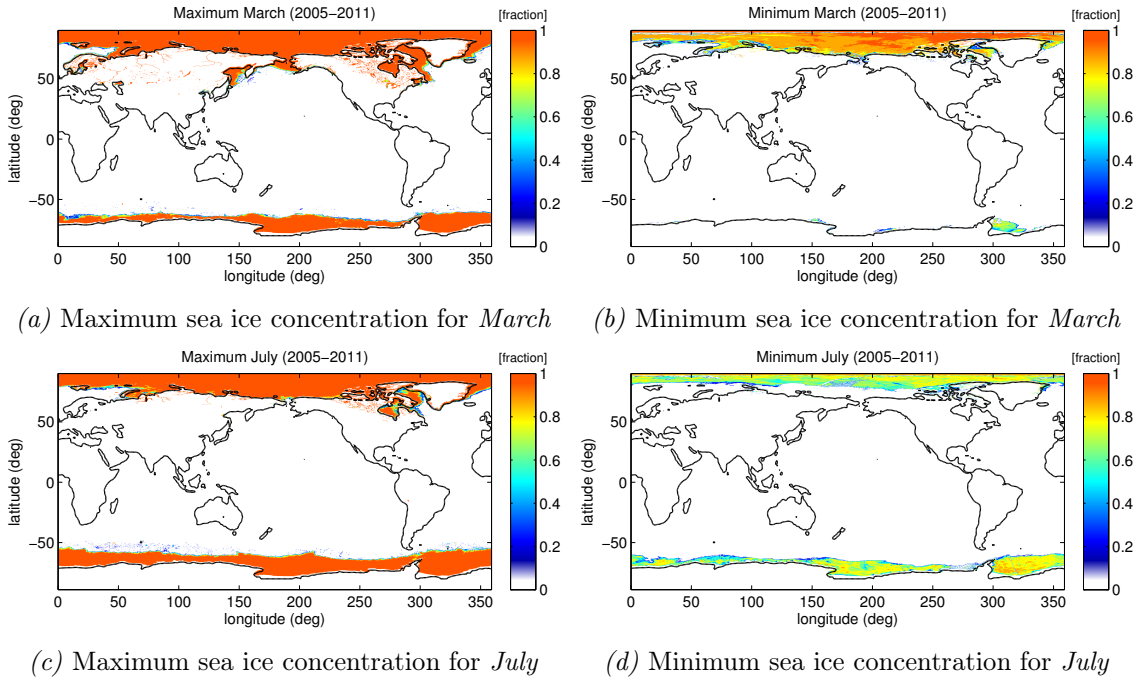 Maximum March (2005−2011)
[fraction]
50
0
−50
latitude (deg)
0 50 100 150 200 250 300 350
longitude (deg)
1
0.8
0.6
0.4
0.2
0
(a) Maximum sea ice concentration for March
Minimum March (2005−2011)
[fraction]
50
0
−50
latitude (deg)
0 50 100 150 200 250 300 350
longitude (deg)
1
0.8
0.6
0.4
0.2
0
(b) Minimum sea ice concentration for March
Maximum July (2005−2011)
[fraction]
50
0
−50
latitude (deg)
0 50 100 150 200 250 300 350
longitude (deg)
1
0.8
0.6
0.4
0.2
0
(c) Maximum sea ice concentration for July
Minimum July (2005−2011)
[fraction]
50
0
−50
latitude (deg)
0 50 100 150 200 250 300 350
longitude (deg)
1
0.8
0.6
0.4
0.2
0
(d) Minimum sea ice concentration for July